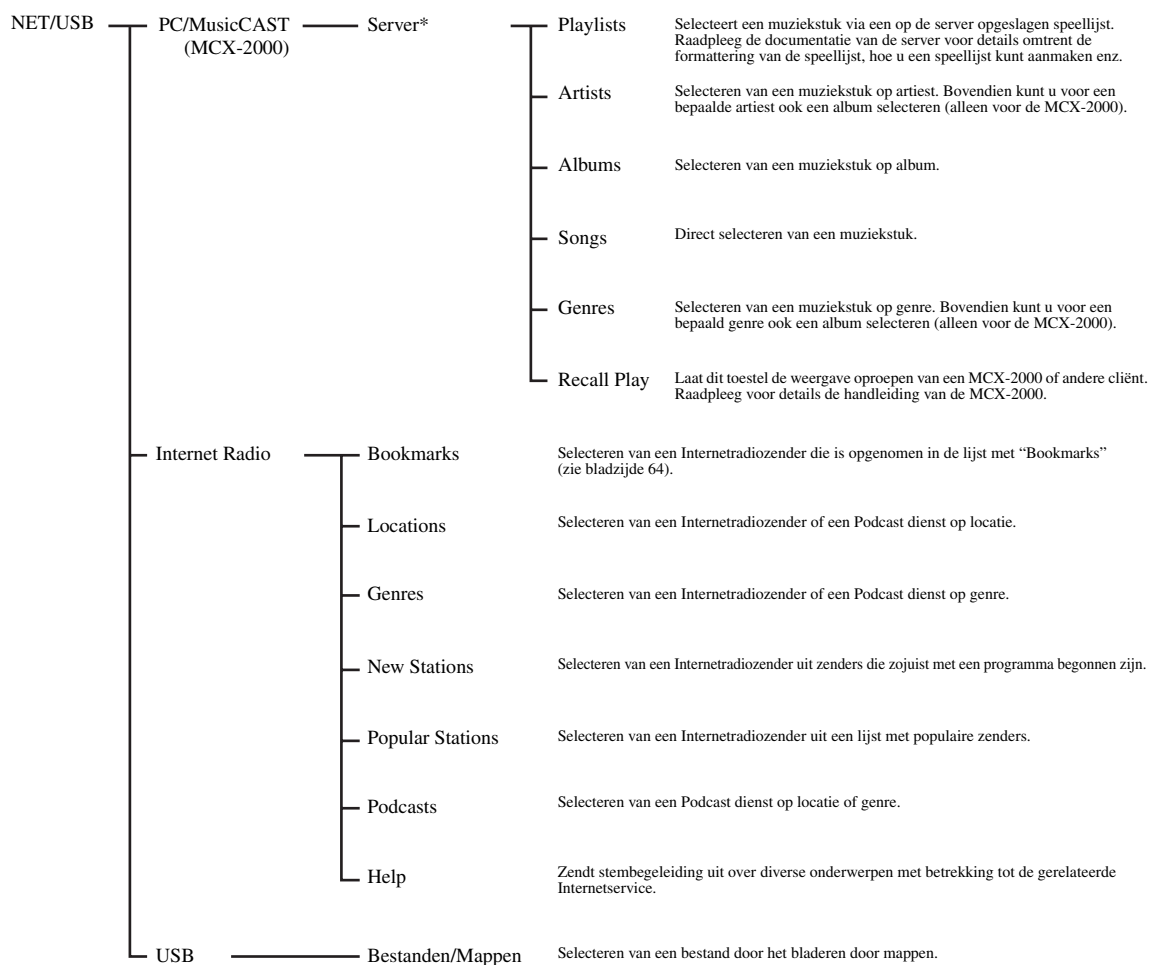 NET/USB
PC/MusicCAST
(MCX-2000)
Server*
Playlists
Selecteert een muziekstuk via een op de server opgeslagen speellijst.
Raadpleeg de documentatie van de server voor details omtrent de
formattering van de speellijst, hoe u een speellijst kunt aanmaken enz.
Artists
Selecteren van een muziekstuk op artiest. Bovendien kunt u voor een
bepaalde artiest ook een album selecteren (alleen voor de MCX-2000).
Albums
Selecteren van een muziekstuk op album.
Songs
Direct selecteren van een muziekstuk.
Genres
Selecteren van een muziekstuk op genre. Bovendien kunt u voor een
bepaald genre ook een album selecteren (alleen voor de MCX-2000).
Recall Play
Laat dit toestel de weergave oproepen van een MCX-2000 of andere cliënt.
Raadpleeg voor details de handleiding van de MCX-2000.
Internet Radio
Bookmarks
Selecteren van een Internetradiozender die is opgenomen in de lijst met “Bookmarks”
(zie bladzijde 64).
Locations
Selecteren van een Internetradiozender of een Podcast dienst op locatie.
Genres
Selecteren van een Internetradiozender of een Podcast dienst op genre.
New Stations
Selecteren van een Internetradiozender uit zenders die zojuist met een programma begonnen zijn.
Popular Stations
Selecteren van een Internetradiozender uit een lijst met populaire zenders.
Podcasts
Selecteren van een Podcast dienst op locatie of genre.
Help
Zendt stembegeleiding uit over diverse onderwerpen met betrekking tot de gerelateerde
Internetservice.
USB
Bestanden/Mappen
Selecteren van een bestand door het bladeren door mappen.